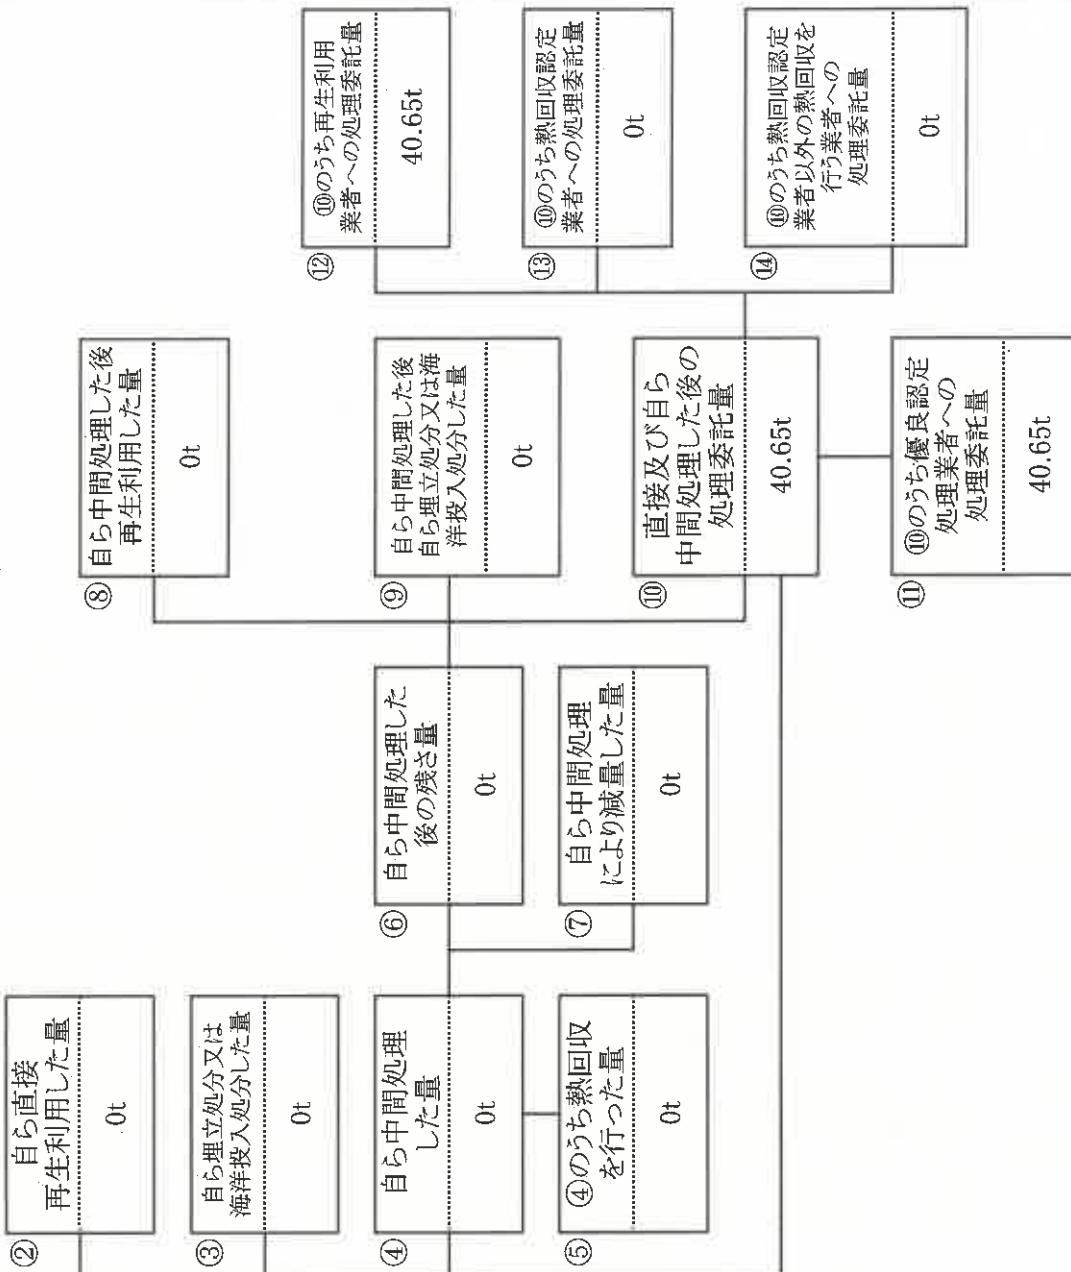 ②
自ら直接
再生利用した量
0t
③
自ら埋立処分又は
海洋投入処分した量
0t
④
自ら中間処理
した量
0t
⑤
④のうち熱回収
を行った量
0t
⑥
自ら中間処理した
後の残さ量
0t
⑦
自ら中間処理
により減量した量
0t
⑧
自ら中間処理した後
再生利用した量
0t
⑨
自ら中間処理した後
自ら埋立処分又は海
洋投入処分した量
0t
⑩
直接及び自ら
中間処理した後の
処理委託量
40.65t
⑪
⑩のうち優良認定
処理業者への
処理委託量
40.65t
⑫
⑩のうち再生利用
業者への処理委託量
40.65t
⑬
⑩のうち熱回収認定
業者への処理委託量
0t
⑭
⑩のうち熱回収認定
業者以外の熱回収を
行う業者への
処理委託量
0t